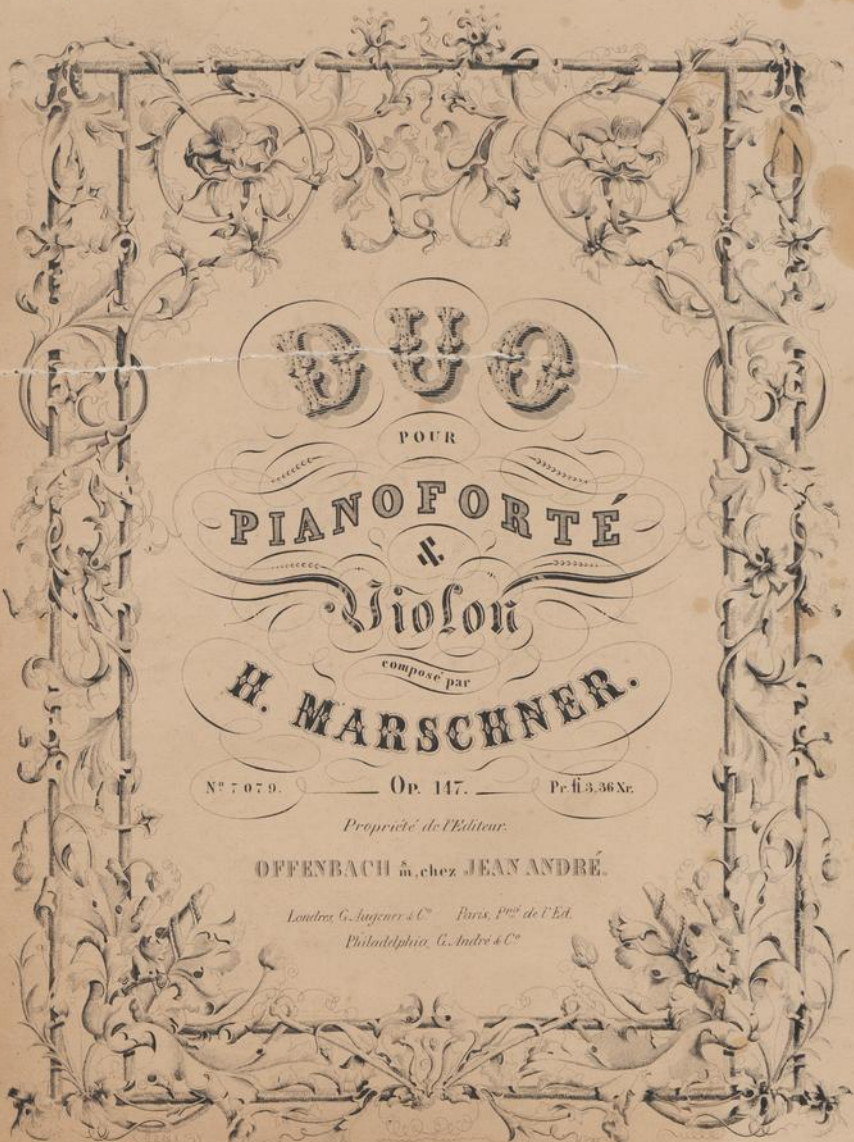 DUO
POUR
PIANOFORTÉ
&
Violon
composé par
H. MARSCHNER.
Nº 7079. Op. 147. Pr. fl. 3,36 Xr.
Propriété de l'Editeur.
OFFENBACH a/m, chez JEAN ANDRÉ.
Londres, G. Augener & Cº Paris, Pté de l'Ed.
Philadelphia, G. André & Cº